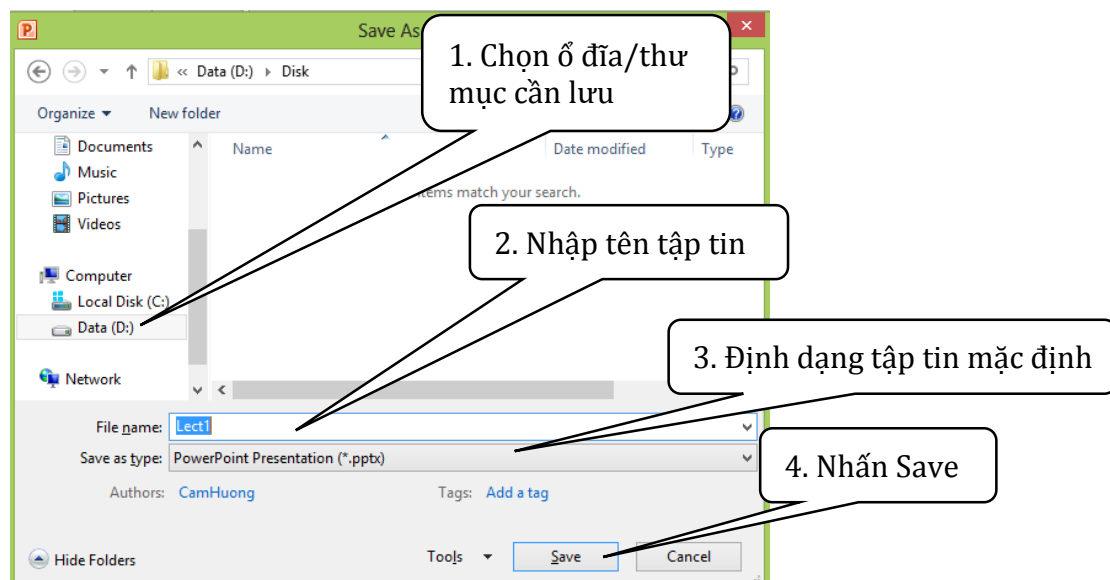 Save As
1. Chọn ổ đĩa/thư
mục cần lưu
« Data (D:) Disk
Organize New folder
Documents
Music
Pictures
Videos
Computer
Local Disk (C:)
Data (D:)
Network
Name Date modified Type
items match your search.
2. Nhập tên tập tin
3. Định dạng tập tin mặc định
File name: Lect1
Save as type: PowerPoint Presentation (*.pptx)
4. Nhấn Save
Authors: CamHuong Tags: Add a tag
Hide Folders Tools Save Cancel